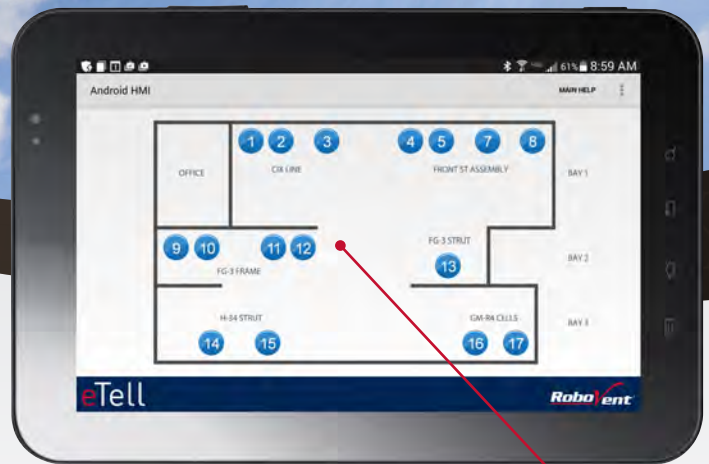 61% 8:59 AM
Android HMI MAIN HELP
1 2 3 4 5 7 8
OFFICE LINE FRONT ST ASSEMBLY BAY 1
FG-3 STRUT
9 10 11 12
13
FG-3 FRAME BAY 2
H-34 STRUT GM-R4 CELLS BAY 3
14 15 16 17
eTell RoboVent